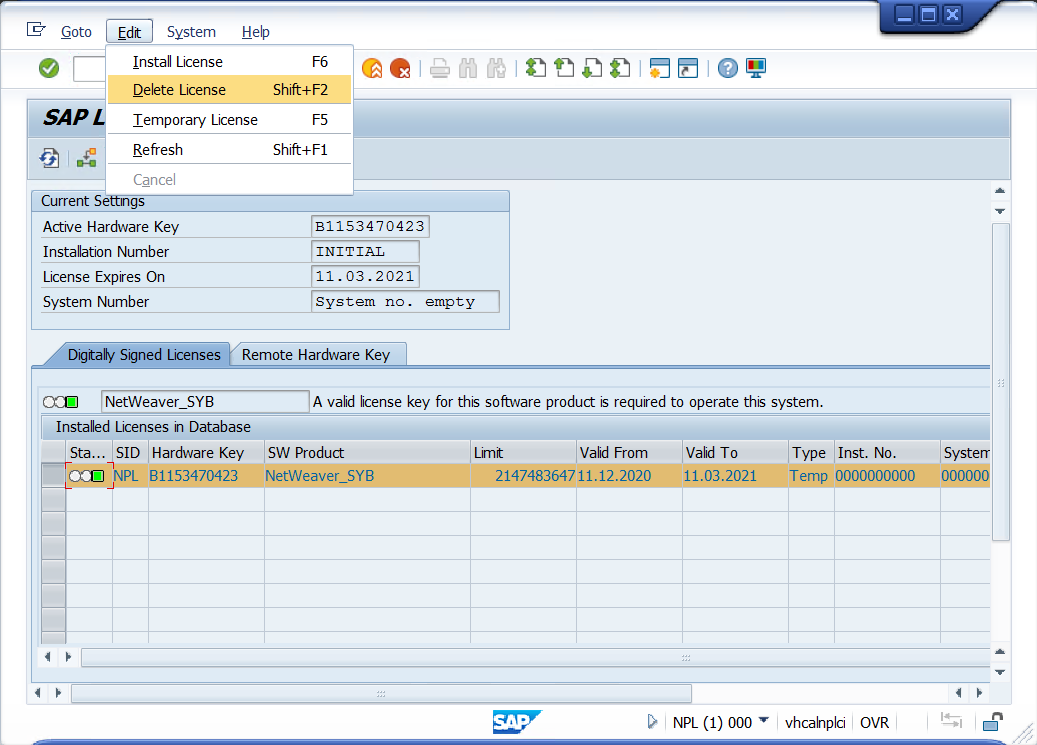 Goto Edit System Help
Install License F6
Delete License Shift+F2
Temporary License F5
Refresh Shift+F1
Cancel
SAP L
Current Settings
Active Hardware Key B1153470423
Installation Number INITIAL
License Expires On 11.03.2021
System Number System no. empty
Digitally Signed Licenses Remote Hardware Key
NetWeaver_SYB A valid license key for this software product is required to operate this system.
Installed Licenses in Database
Sta... SID Hardware Key SW Product Limit Valid From Valid To Type Inst. No. System
NPL B1153470423 NetWeaver_SYB 2147483647 11.12.2020 11.03.2021 Temp 0000000000 000000
SAP NPL (1) 000 vhcalnplci OVR